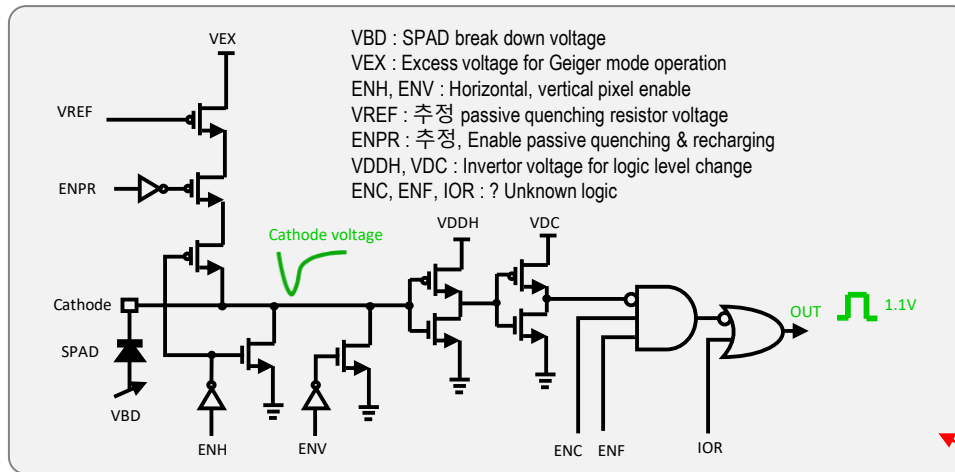 VEX
VBD : SPAD break down voltage
VEX : Excess voltage for Geiger mode operation
ENH, ENV : Horizontal, vertical pixel enable
VREF : 추정 passive quenching resistor voltage
ENPR : 추정, Enable passive quenching & recharging
VDDH, VDC : Invertor voltage for logic level change
ENC, ENF, IOR : ? Unknown logic
VREF
ENPR
Cathode voltage
VDDH
VDC
Cathode
OUT
1.1V
SPAD
VBD
ENH
ENV
ENC
ENF
IOR